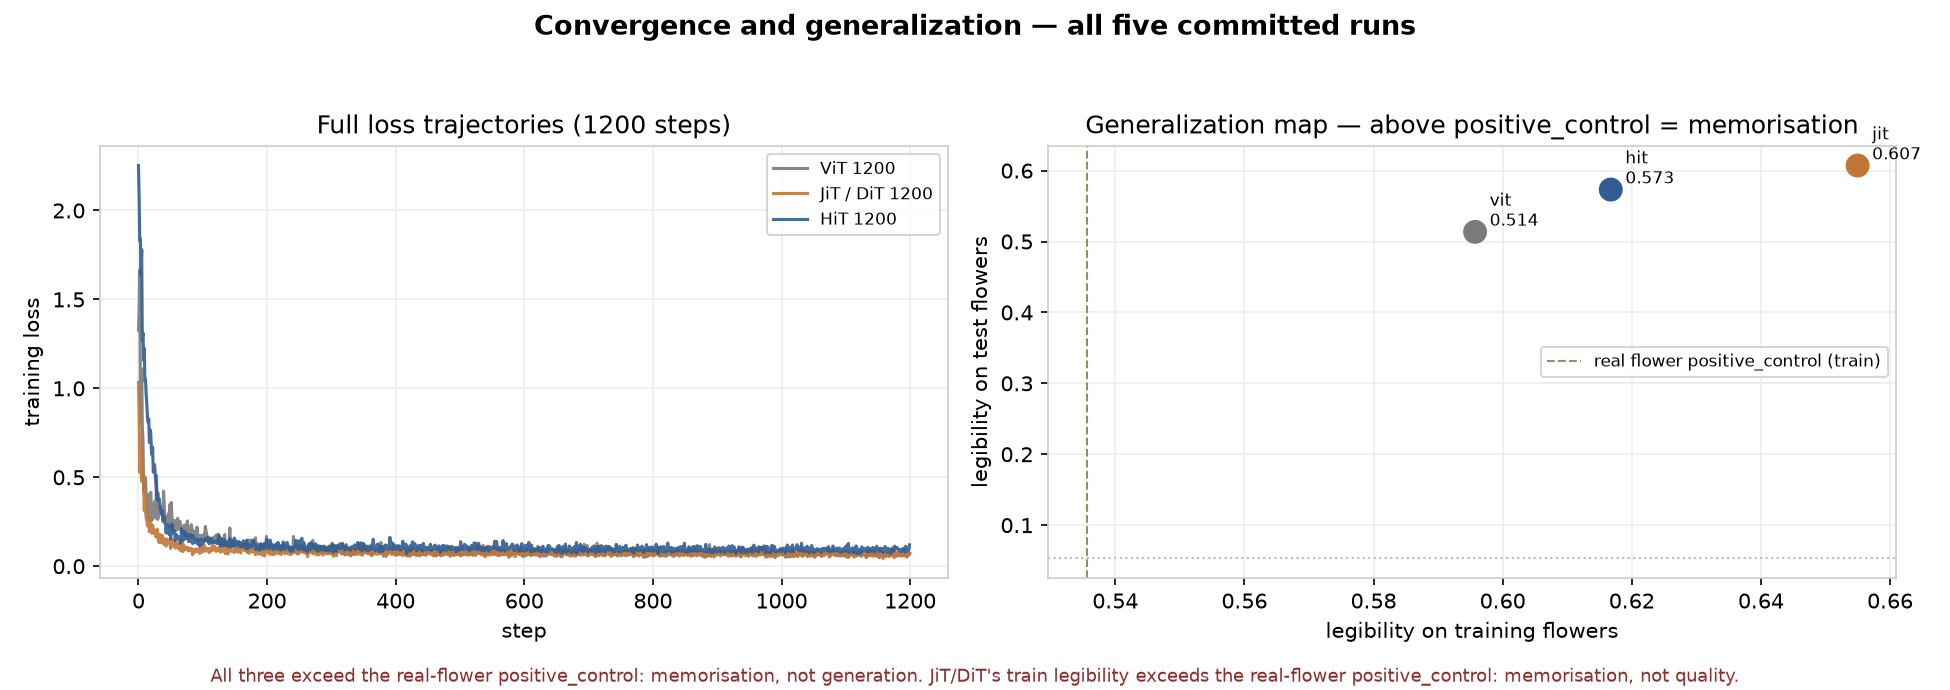 Convergence and generalization — all five committed runs
Full loss trajectories (1200 steps)
training loss
2.0
1.5
1.0
0.5
0.0
0
200
400
600
800
1000
1200
step
ViT 1200
JiT / DiT 1200
HiT 1200
Generalization map — above positive_control = memorisation
legibility on test flowers
0.6
0.5
0.4
0.3
0.2
0.1
0.54
0.56
0.58
0.60
0.62
0.64
0.66
legibility on training flowers
vit
0.514
hit
0.573
jit
0.607
real flower positive_control (train)
All three exceed the real-flower positive_control: memorisation, not generation. JiT/DiT's train legibility exceeds the real-flower positive_control: memorisation, not quality.